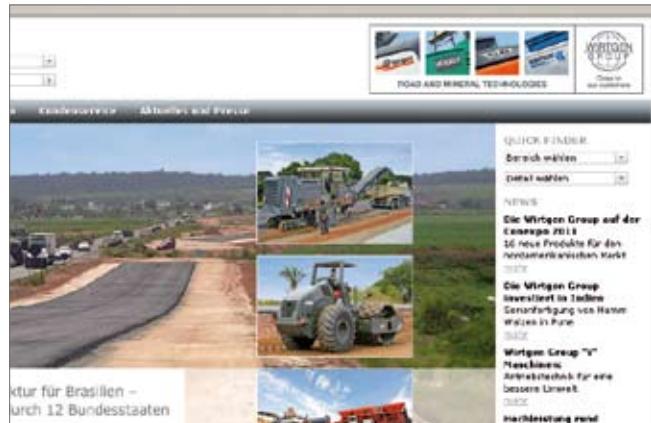 WIRTGEN
GROUP
Close to
our customers
ROAD AND MINERAL TECHNOLOGIES
Kundenservice Aktuelles und Presse
QUICK FINDER
Bereich wählen
Detail wählen
NEWS
Die Wirtgen Group auf der
Conexpo 2011
16 neue Produkte für den
nordamerikanischen Markt
mehr
Die Wirtgen Group
investiert in Indien
Serienfertigung von Hamm
Walzen in Pune
mehr
Wirtgen Group "V"
Maschinen:
Antriebstechnik für eine
bessere Umwelt.
mehr
Hochleistung rund
ktur für Brasilien –
durch 12 Bundesstaaten